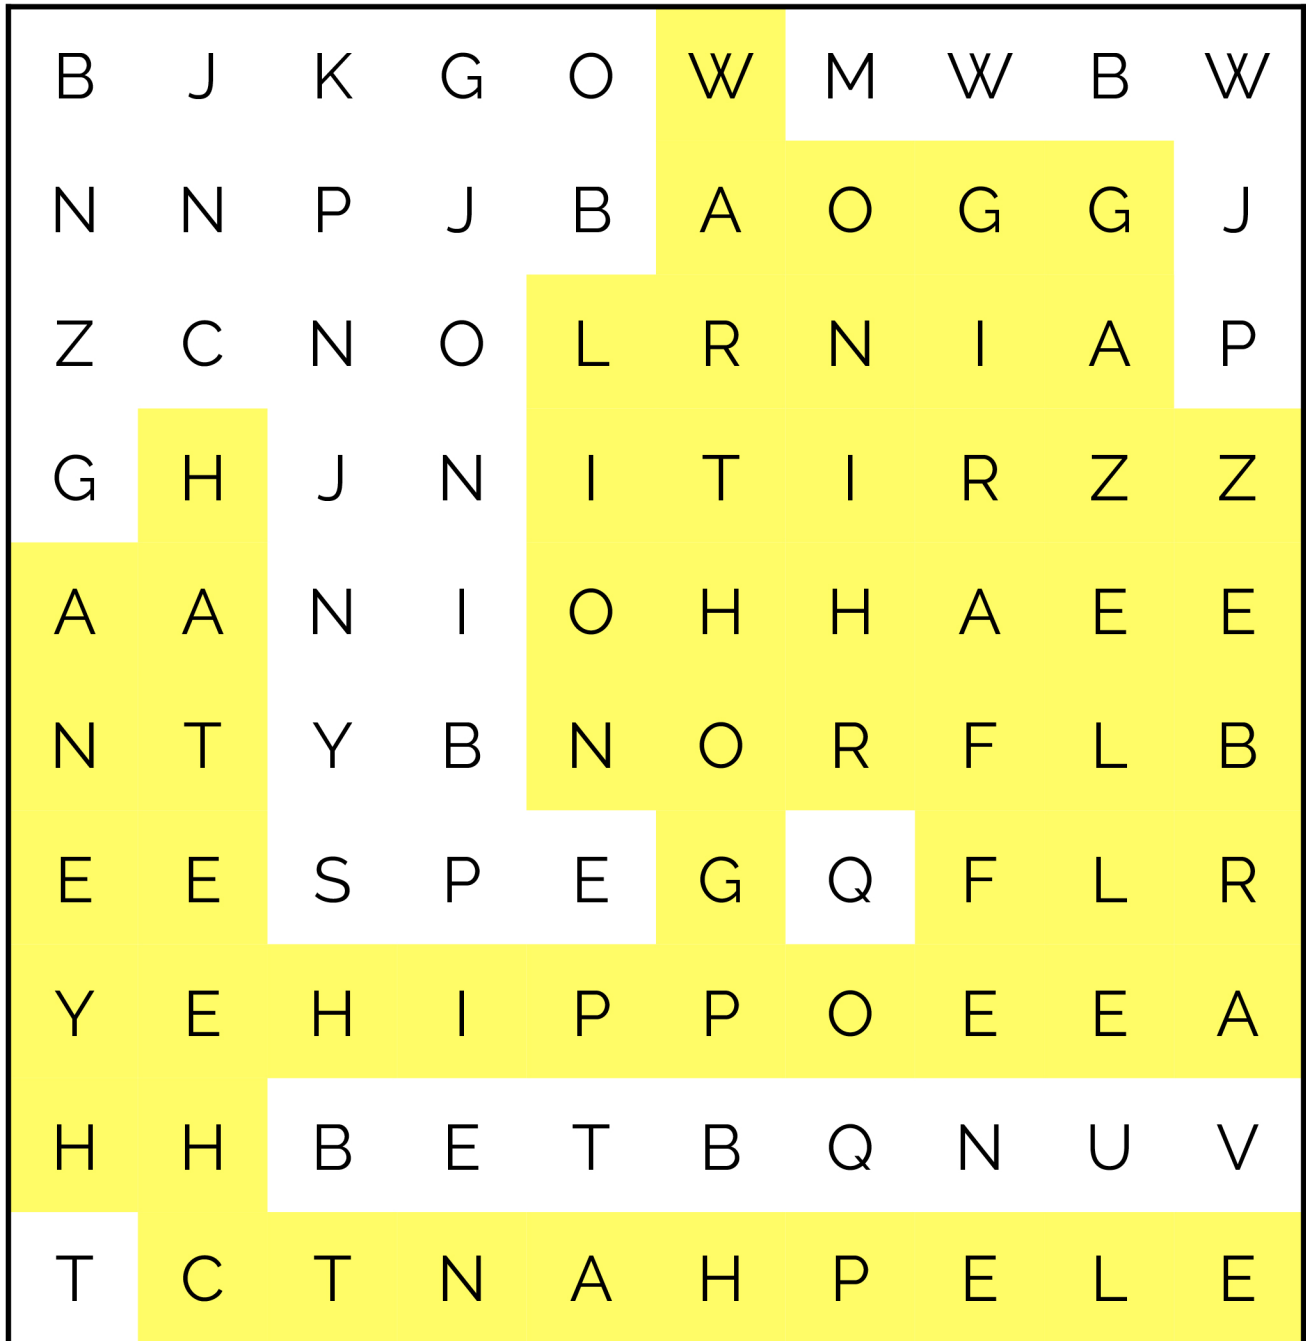 B J K G O W M W B W
N N P J B A O G G J
Z C N O L R N I A P
G H J N I T I R Z Z
A A N I O H H A E E
N T Y B N O R F L B
E E S P E G Q F L R
Y E H I P P O E E A
H H B E T B Q N U V
T C T N A H P E L E